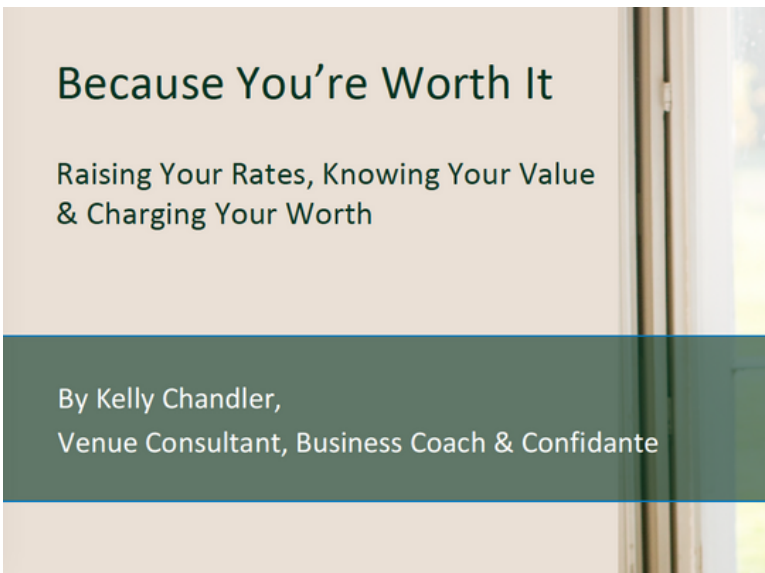 Because You’re Worth It
Raising Your Rates, Knowing Your Value
& Charging Your Worth
By Kelly Chandler,
Venue Consultant, Business Coach & Confidante